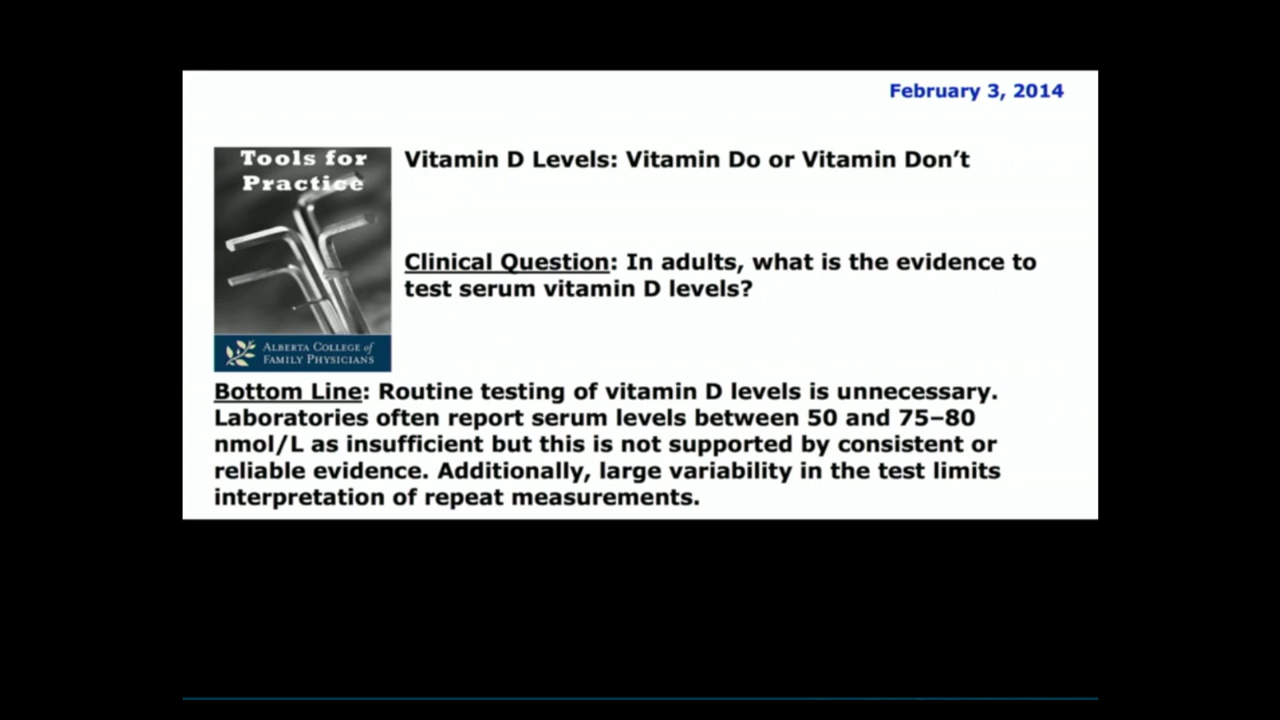 February 3, 2014
Tools for
Practice
Vitamin D Levels: Vitamin Do or Vitamin Don’t
Clinical Question: In adults, what is the evidence to
test serum vitamin D levels?
ALBERTA COLLEGE of
FAMILY PHYSICIANS
Bottom Line: Routine testing of vitamin D levels is unnecessary.
Laboratories often report serum levels between 50 and 75–80
nmol/L as insufficient but this is not supported by consistent or
reliable evidence. Additionally, large variability in the test limits
interpretation of repeat measurements.